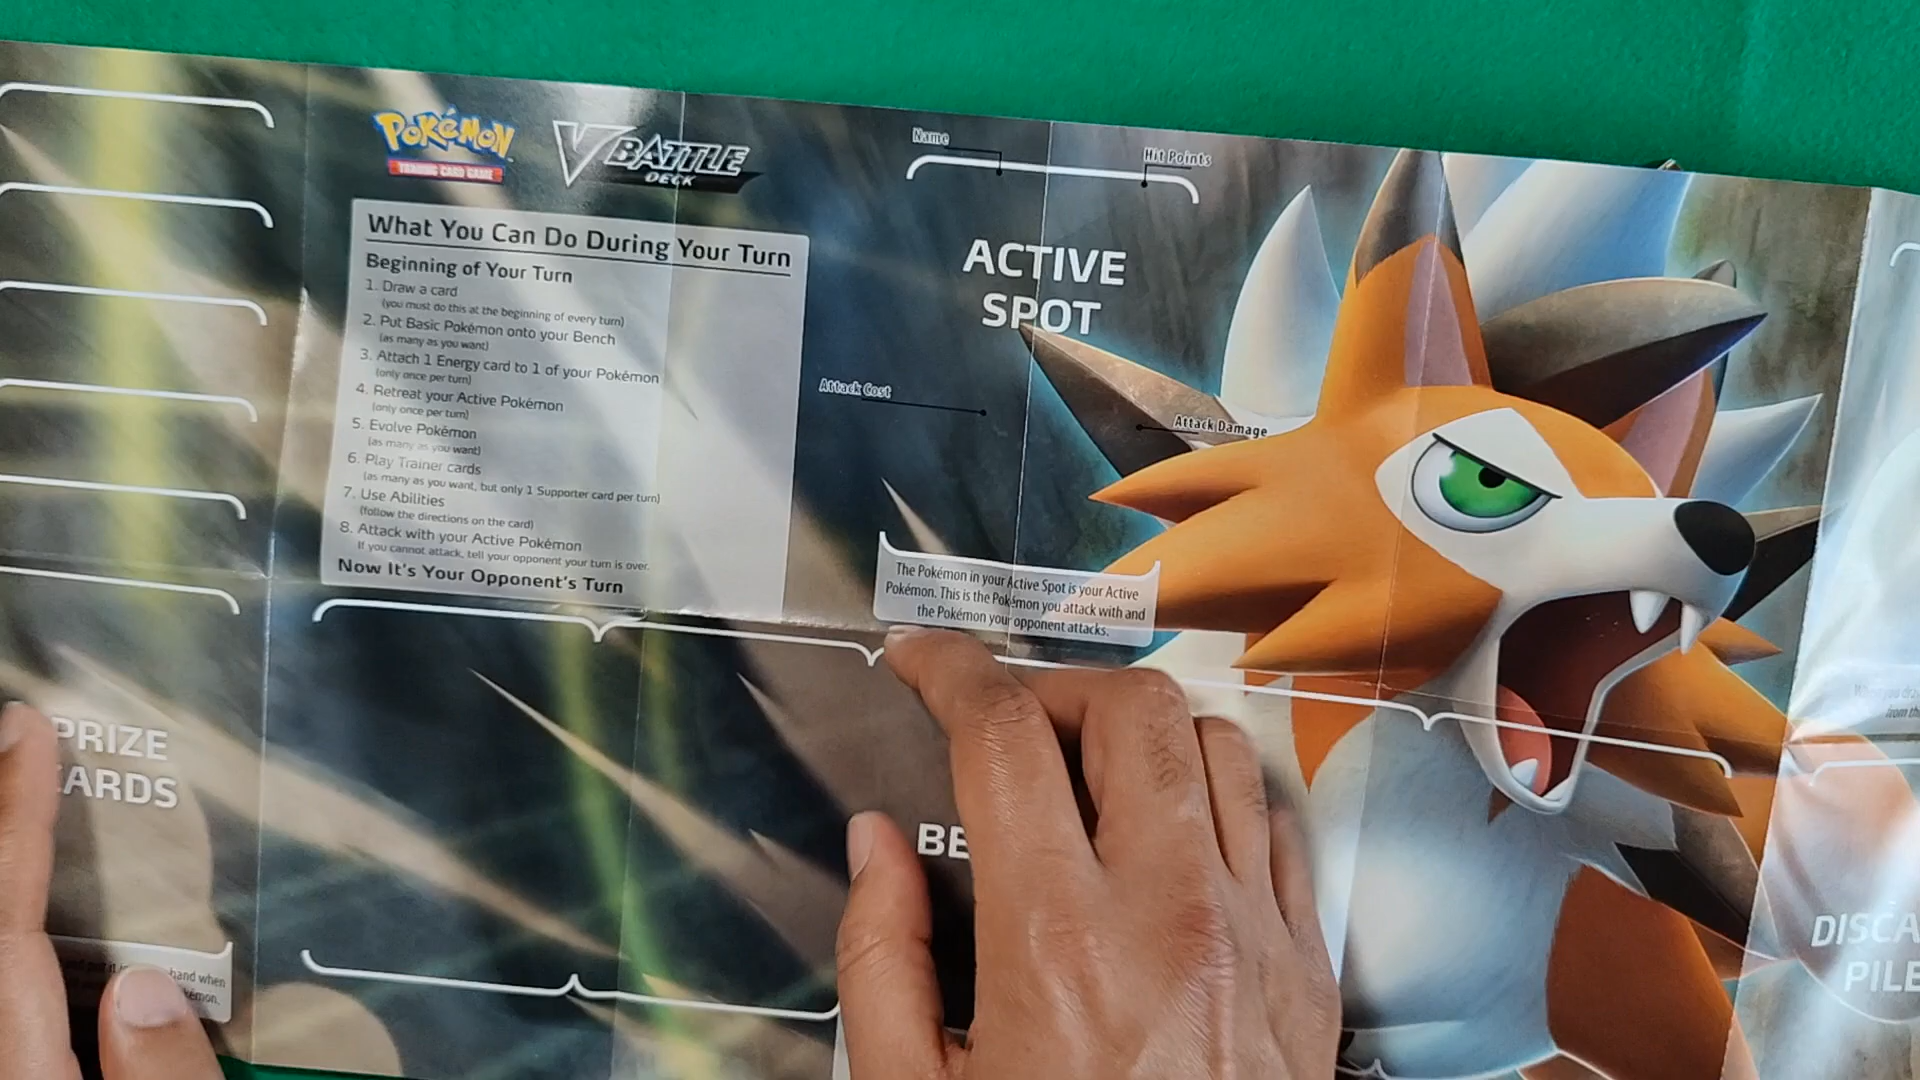 POKéMON
TRADING CARD GAME
V BATTLE
DECK
What You Can Do During Your Turn
Beginning of Your Turn
1. Draw a card
(you must do this at the beginning of every turn)
2. Put Basic Pokémon onto your Bench
(as many as you want)
3. Attach 1 Energy card to 1 of your Pokémon
(only once per turn)
4. Retreat your Active Pokémon
(only once per turn)
5. Evolve Pokémon
(as many as you want)
6. Play Trainer cards
(as many as you want, but only 1 Supporter card per turn)
7. Use Abilities
(follow the directions on the card)
8. Attack with your Active Pokémon
If you cannot attack, tell your opponent your turn is over.
Now It's Your Opponent's Turn
Name
Hit Points
ACTIVE
SPOT
Attack Cost
Attack Damage
The Pokémon in your Active Spot is your Active
Pokémon. This is the Pokémon you attack with and
the Pokémon your opponent attacks.
PRIZE
CARDS
hand when
BE
from
DISCA
PILE